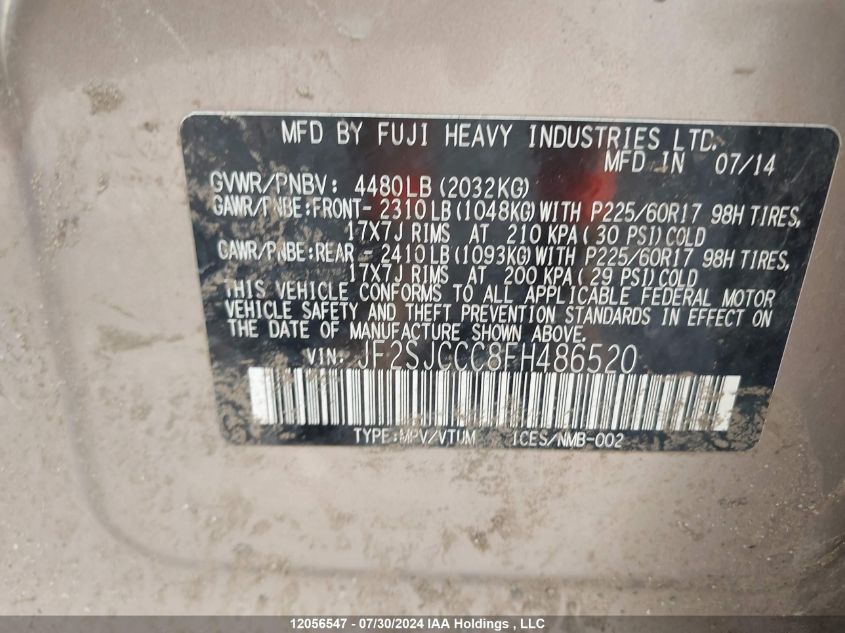 MFD BY FUJI HEAVY INDUSTRIES LTD.
MFD IN 07/14
GVWR/PNBV: 4480LB (2032KG)
GAWR/PNBE:FRONT- 2310LB(1048KG)WITH P225/60R17 98H TIRES,
17X7J RIMS AT 210 KPA( 30 PSI)COLD
GAWR/PNBE:REAR - 2410LB(1093KG)WITH P225/60R17 98H TIRES,
17X7J RIMS AT 200 KPA( 29 PSI)COLD
THIS VEHICLE CONFORMS TO ALL APPLICABLE FEDERAL MOTOR
VEHICLE SAFETY AND THEFT PREVENTION STANDARDS IN EFFECT ON
THE DATE OF MANUFACTURE SHOWN ABOVE.
VIN: JF2SJCCC8FH486520
TYPE:MPV/VTUM ICES/NMB-002
12056547 - 07/30/2024 IAA Holdings , LLC